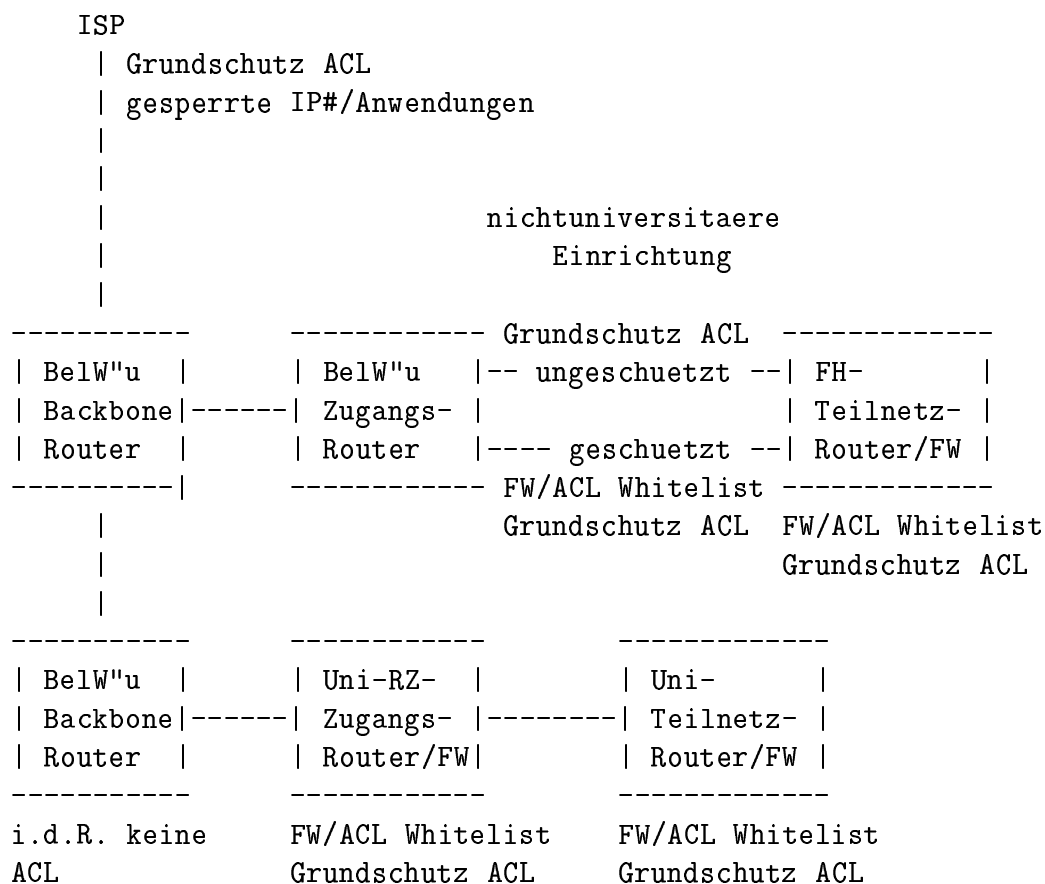 ISP
| Grundschutz ACL
| gesperrte IP#/Anwendungen
|
|
| nichtuniversitaere
| Einrichtung
|
----------- ------------ Grundschutz ACL -------------
| BelW"u | | BelW"u |-- ungeschuetzt --| FH- |
| Backbone|------| Zugangs- | | Teilnetz- |
| Router | | Router |---- geschuetzt --| Router/FW |
----------| ------------ FW/ACL Whitelist -------------
| Grundschutz ACL FW/ACL Whitelist
| Grundschutz ACL
|
----------- ------------ -------------
| BelW"u | | Uni-RZ- | | Uni- |
| Backbone|------| Zugangs- |--------| Teilnetz- |
| Router | | Router/FW| | Router/FW |
----------- ------------ -------------
i.d.R. keine FW/ACL Whitelist FW/ACL Whitelist
ACL Grundschutz ACL Grundschutz ACL